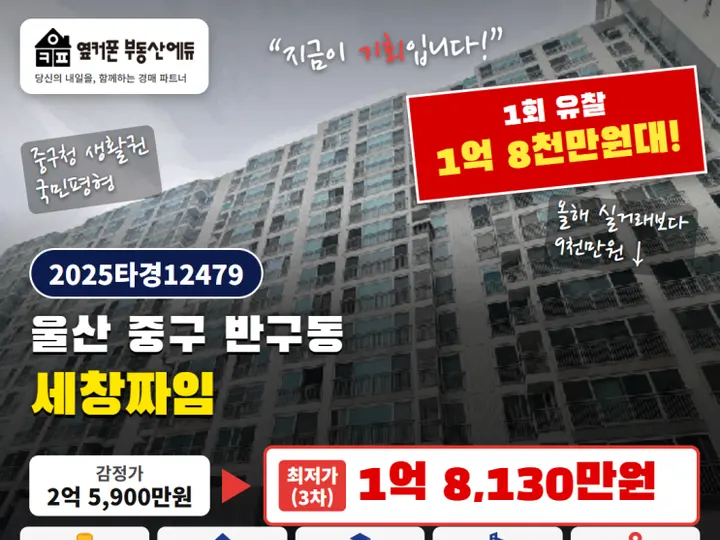 옆커폰 부동산에듀
당신의 내일을, 함께하는 경매 파트너
“지금이 기회입니다!”
1회 유찰
1억 8천만원대!
중구청 생활권
국민평형
올해 실거래보다
9천만원 ↓
2025타경12479
울산 중구 반구동
세창짜임
감정가
2억 5,900만원
최저가
(3차)
1억 8,130만원